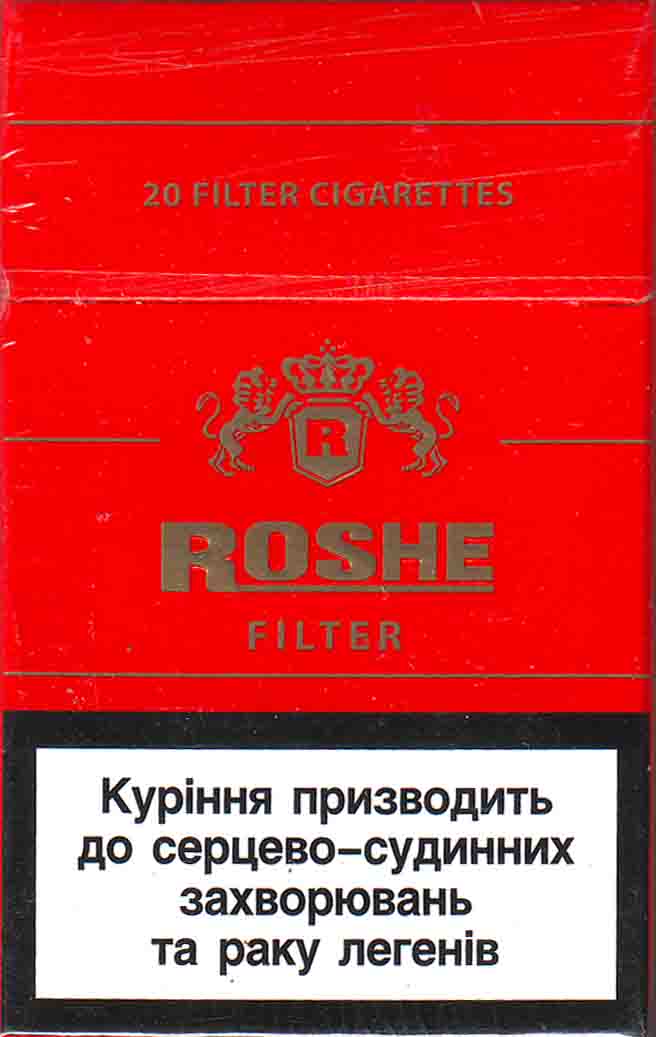 20 FILTER CIGARETTES
R
ROSHE
FILTER
Куріння призводить
до серцево-судинних
захворювань
та раку легенів